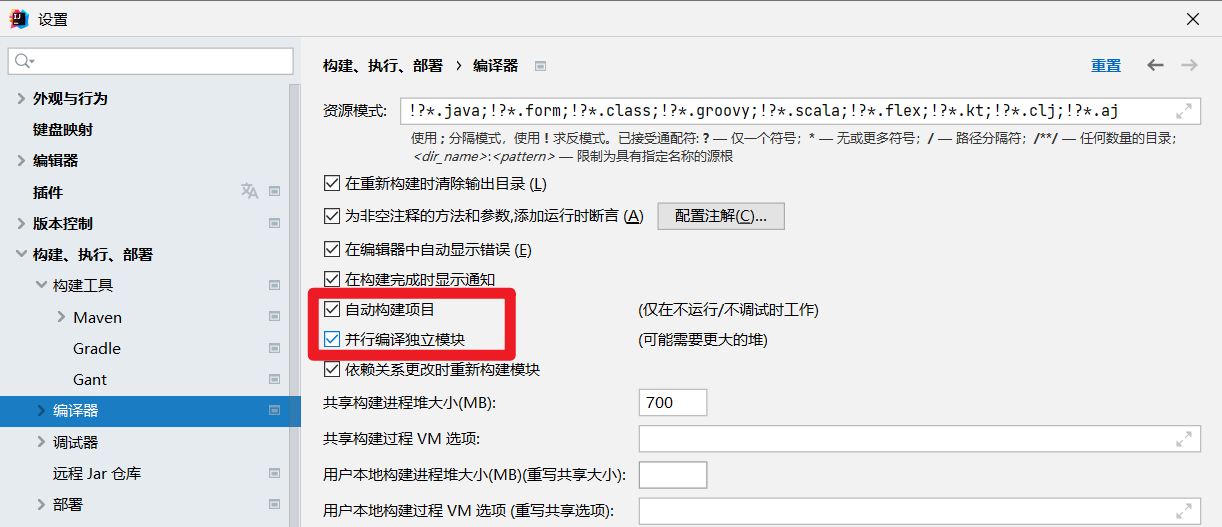 设置
构建、执行、部署 › 编译器
重置
资源模式: !?*.java;!?*.form;!?*.class;!?*.groovy;!?*.scala;!?*.flex;!?*.kt;!?*.clj;!?*.aj
使用 ; 分隔模式，使用 ! 求反模式。已接受通配符: ? — 仅一个符号； * — 无或更多符号； / — 路径分隔符； /**/ — 任何数量的目录；
<dir_name>:<pattern> — 限制为具有指定名称的源根
外观与行为
键盘映射
编辑器
插件
版本控制
构建、执行、部署
构建工具
Maven
Gradle
Gant
编译器
调试器
远程 Jar 仓库
部署
在重新构建时清除输出目录 (L)
为非空注释的方法和参数,添加运行时断言 (A) 配置注解(C)...
在编辑器中自动显示错误 (E)
在构建完成时显示通知
自动构建项目 (仅在不运行/不调试时工作)
并行编译独立模块 (可能需要更大的堆)
依赖关系更改时重新构建模块
共享构建进程堆大小(MB): 700
共享构建过程 VM 选项:
用户本地构建进程堆大小(MB)(重写共享大小):
用户本地构建过程 VM 选项 (重写共享选项):